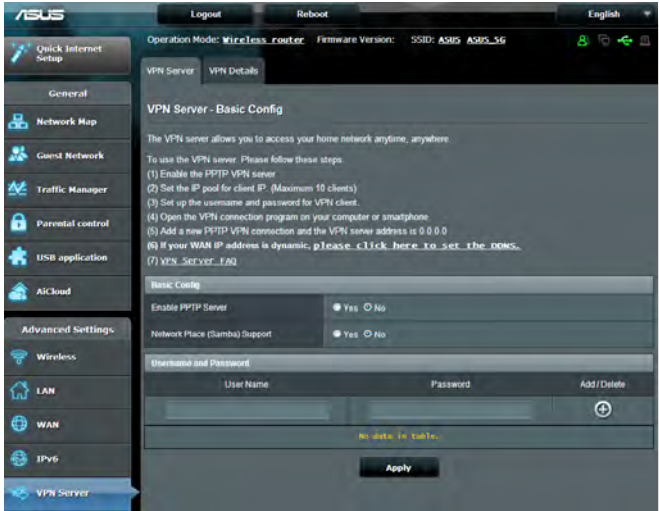 ASUS
Logout
Reboot
English
Quick Internet Setup
Operation Mode: Wireless router Firmware Version: SSID: ASUS ASUS_5G
VPN Server
VPN Details
General
Network Map
Guest Network
Traffic Manager
Parental control
USB application
AiCloud
Advanced Settings
Wireless
LAN
WAN
IPv6
VPN Server
VPN Server - Basic Config
The VPN server allows you to access your home network anytime, anywhere
To use the VPN server. Please follow these steps
(1) Enable the PPTP VPN server
(2) Set the IP pool for client IP. (Maximum 10 clients)
(3) Set up the username and password for VPN client.
(4) Open the VPN connection program on your computer or smartphone
(5) Add a new PPTP VPN connection and the VPN server address is 0.0.0.0
(6) If your WAN IP address is dynamic, please click here to set the DDNS.
(7) VPN Server FAQ
Basic Config
Enable PPTP Server
Yes No
Network Place (Samba) Support
Yes No
Username and Password
User Name
Password
Add / Delete
No data in table.
Apply